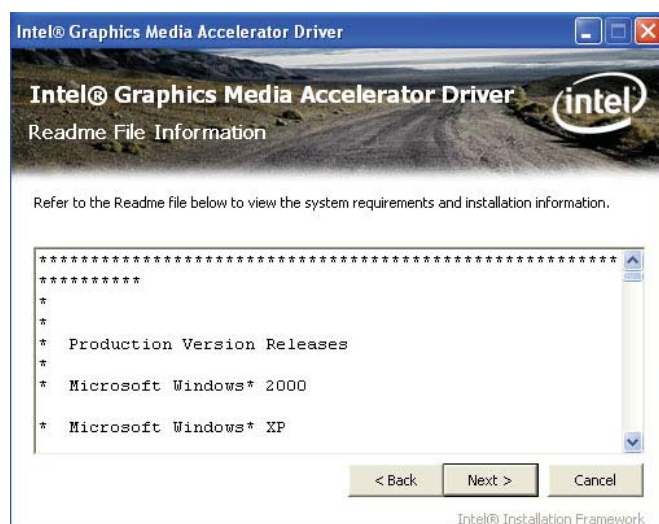 Intel® Graphics Media Accelerator Driver
Intel® Graphics Media Accelerator Driver
Readme File Information
intel
Refer to the Readme file below to view the system requirements and installation information.
********************************************************
**********
*
*
* Production Version Releases
*
* Microsoft Windows* 2000
* Microsoft Windows* XP
< Back
Next >
Cancel
Intel® Installation Framework